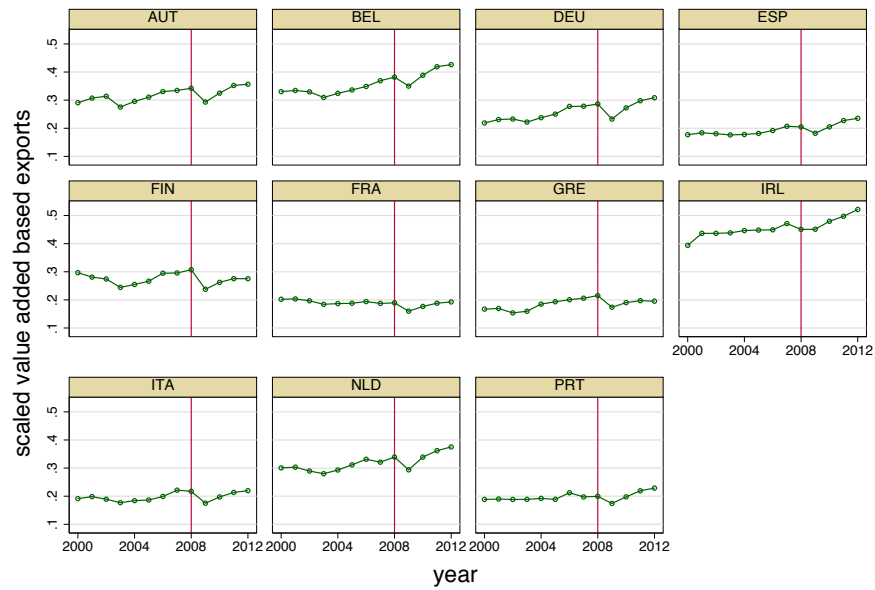 scaled value added based exports
AUT
BEL
DEU
ESP
.5
.4
.3
.2
.1
FIN
FRA
GRE
IRL
.5
.4
.3
.2
.1
2000 2004 2008 2012
ITA
NLD
PRT
.5
.4
.3
.2
.1
2000 2004 2008 2012
2000 2004 2008 2012
2000 2004 2008 2012
year